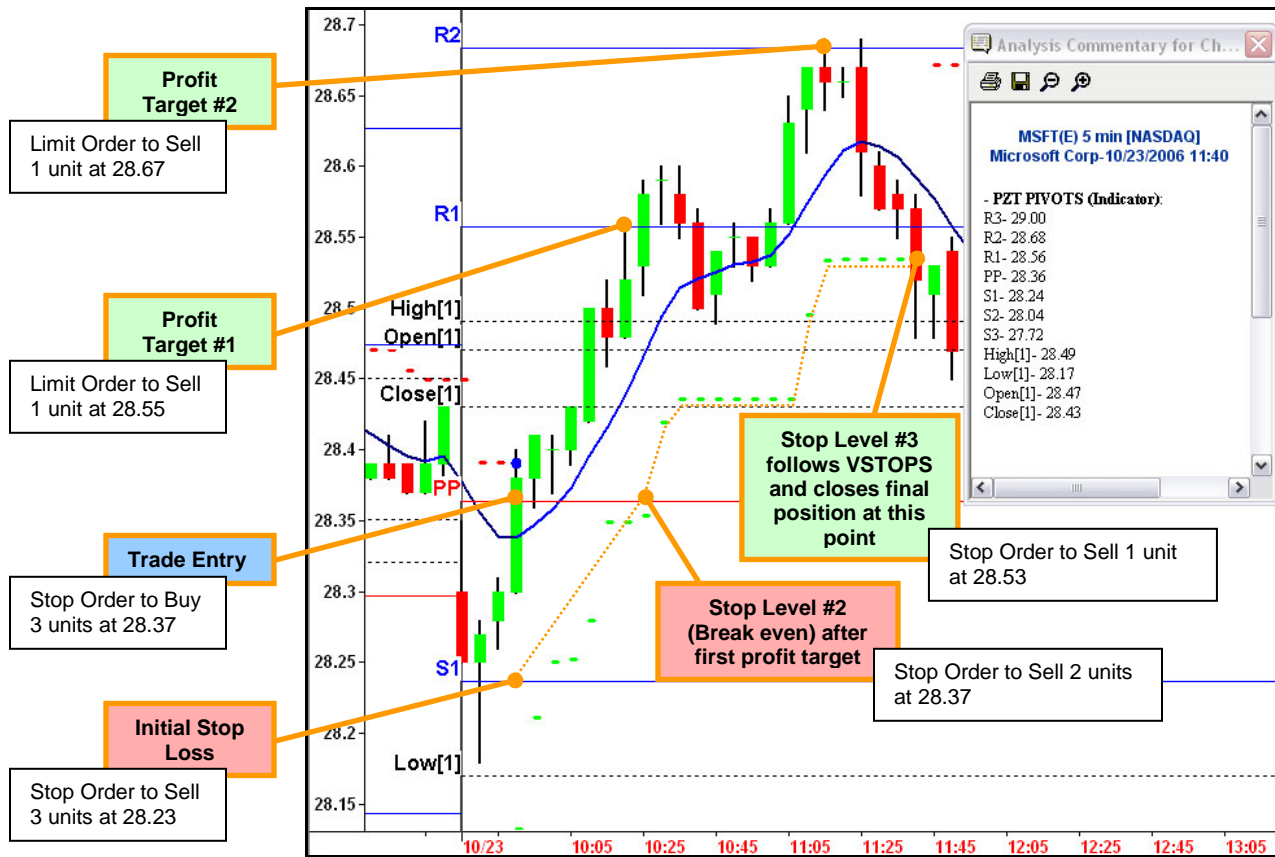 Profit
Target #2
Limit Order to Sell
1 unit at 28.67
Profit
Target #1
Limit Order to Sell
1 unit at 28.55
Trade Entry
Stop Order to Buy
3 units at 28.37
Initial Stop
Loss
Stop Order to Sell
3 units at 28.23
28.7
28.65
28.6
28.55
28.5
28.45
28.4
28.35
28.3
28.25
28.2
28.15
R2
R1
High[1]
Open[1]
Close[1]
PP
S1
Low[1]
Stop Level #3
follows VSTOPS
and closes final
position at this
point
Stop Order to Sell 1 unit
at 28.53
Stop Level #2
(Break even) after
first profit target
Stop Order to Sell 2 units
at 28.37
Analysis Commentary for Ch...
MSFT(E) 5 min [NASDAQ]
Microsoft Corp-10/23/2006 11:40
- PZT PIVOTS (Indicator):
R3- 29.00
R2- 28.68
R1- 28.56
PP- 28.36
S1- 28.24
S2- 28.04
S3- 27.72
High[1]- 28.49
Low[1]- 28.17
Open[1]- 28.47
Close[1]- 28.43
10/23 10:05 10:25 10:45 11:05 11:25 11:45 12:05 12:25 12:45 13:05